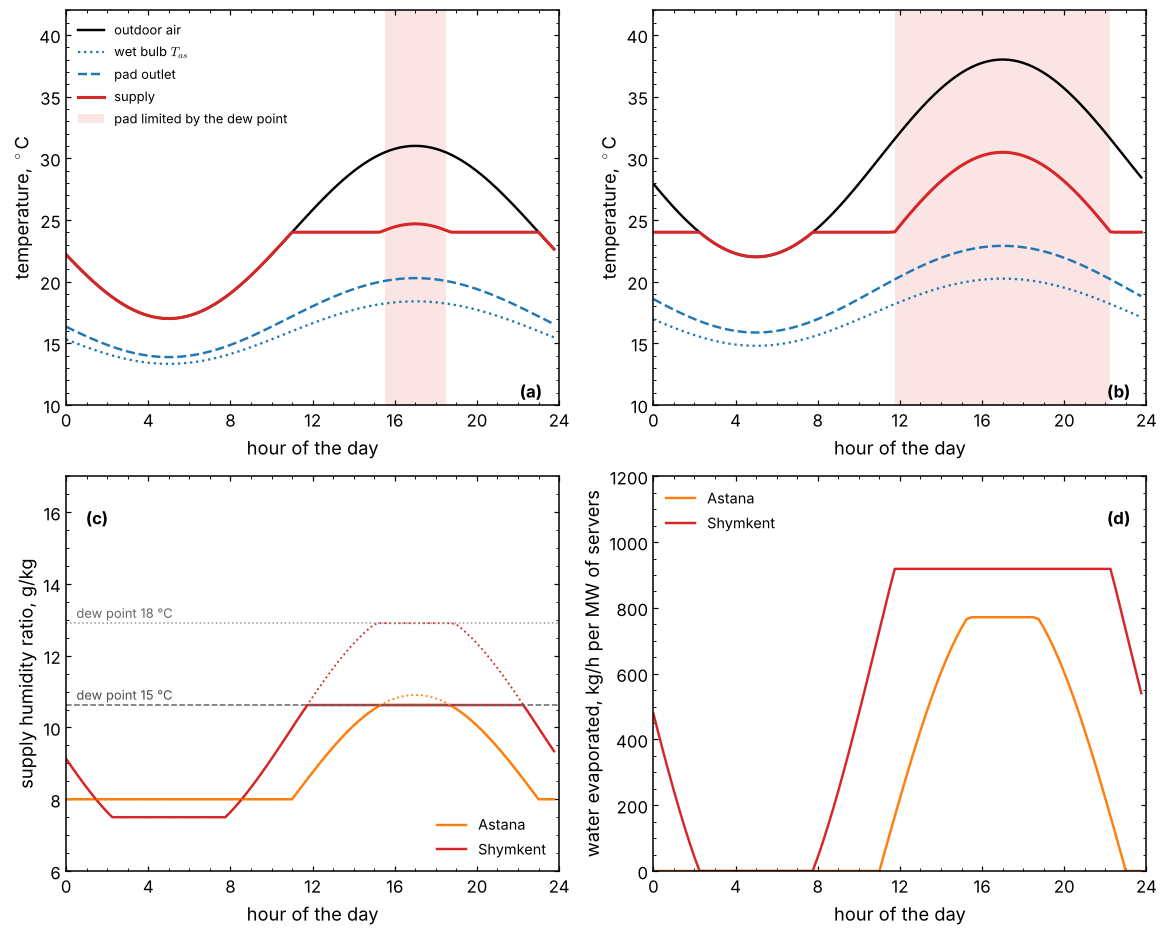 40
35
30
25
20
15
10
temperature, °C
outdoor air
wet bulb T_as
pad outlet
supply
pad limited by the dew point
(a)
0 4 8 12 16 20 24
hour of the day
40
35
30
25
20
15
10
temperature, °C
(b)
0 4 8 12 16 20 24
hour of the day
16
14
12
10
8
6
supply humidity ratio, g/kg
(c)
dew point 18 °C
dew point 15 °C
Astana
Shymkent
0 4 8 12 16 20 24
hour of the day
1200
1000
800
600
400
200
0
water evaporated, kg/h per MW of servers
Astana
Shymkent
(d)
0 4 8 12 16 20 24
hour of the day